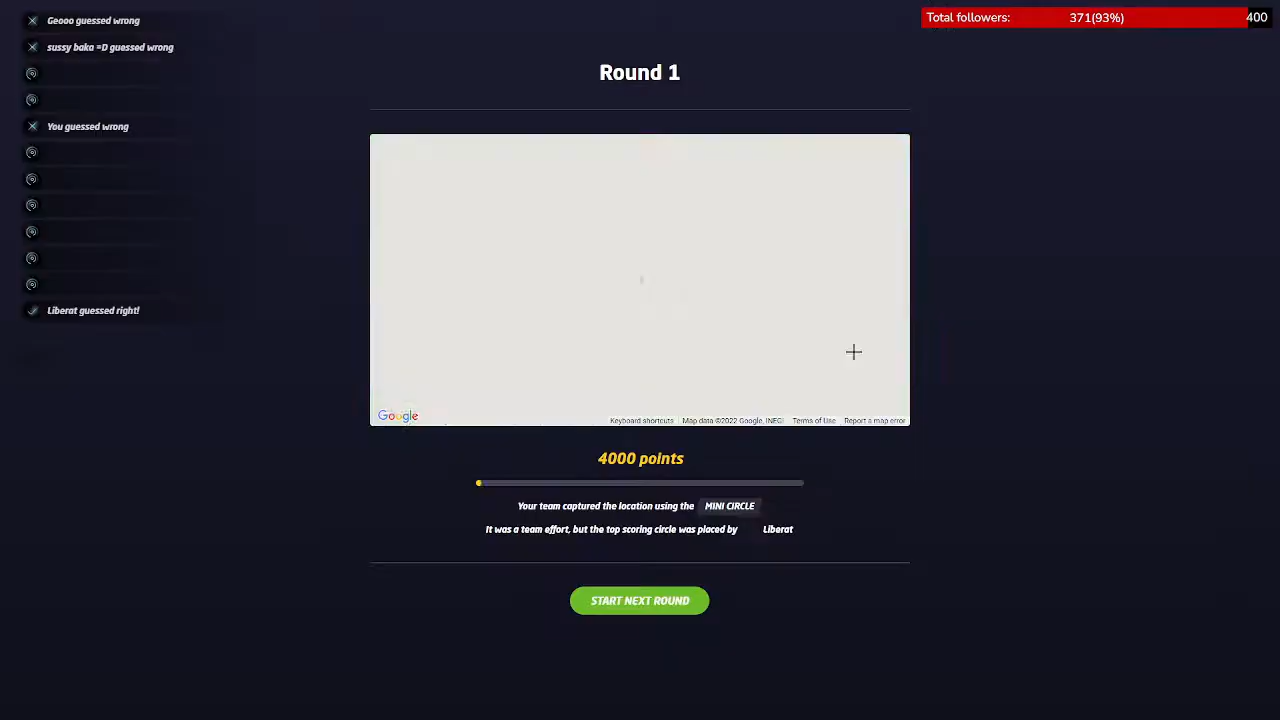 Geooo guessed wrong
sussy baka =D guessed wrong
You guessed wrong
Liberat guessed right!
Total followers: 371(93%) 400
Round 1
Google
Keyboard shortcuts Map data ©2022 Google, INEGI Terms of Use Report a map error
4000 points
Your team captured the location using the MINI CIRCLE
It was a team effort, but the top scoring circle was placed by Liberat
START NEXT ROUND